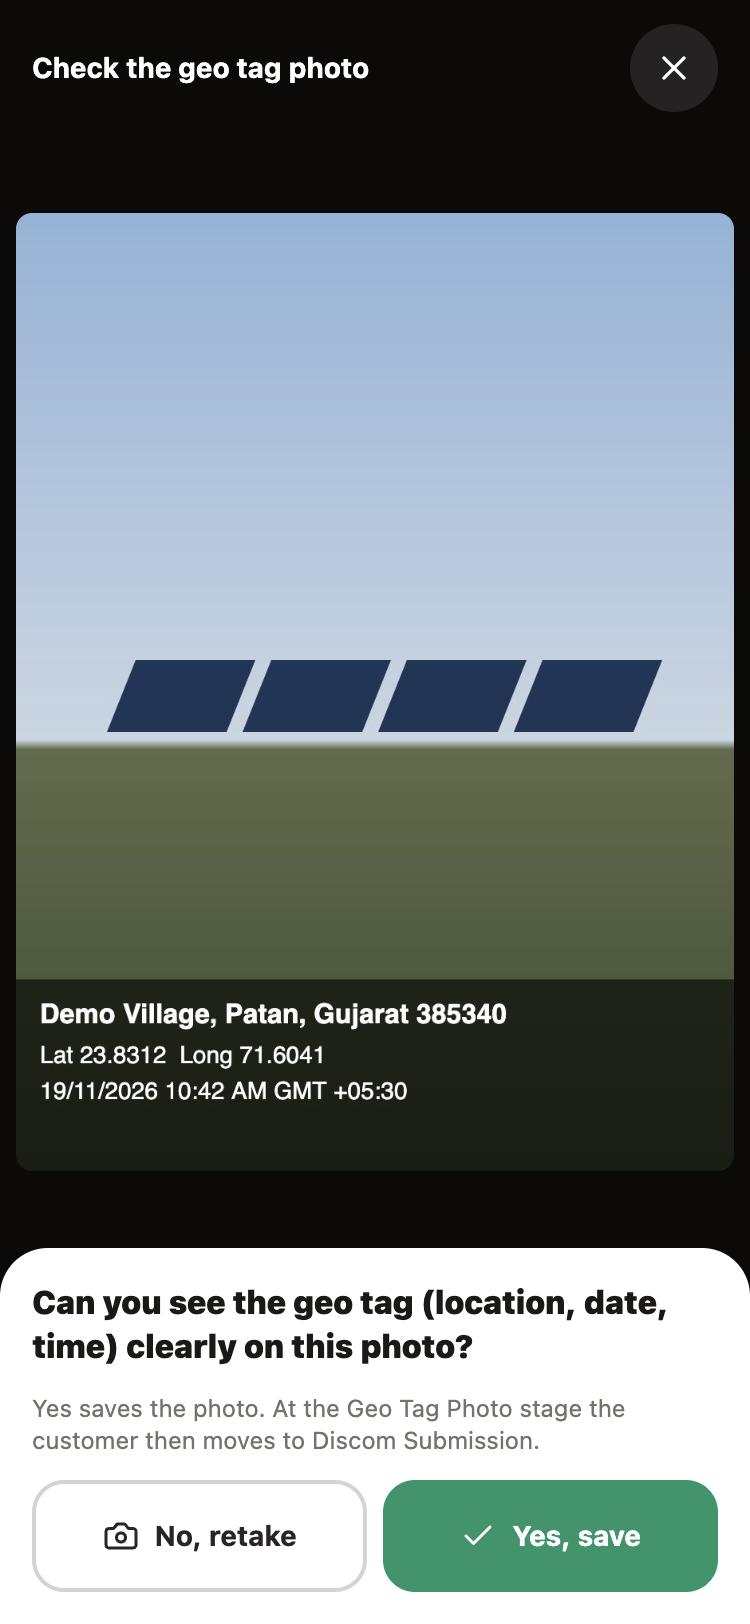 Check the geo tag photo
Demo Village, Patan, Gujarat 385340
Lat 23.8312  Long 71.6041
19/11/2026 10:42 AM GMT +05:30
Can you see the geo tag (location, date,
time) clearly on this photo?
Yes saves the photo. At the Geo Tag Photo stage the
customer then moves to Discom Submission.
No, retake
Yes, save